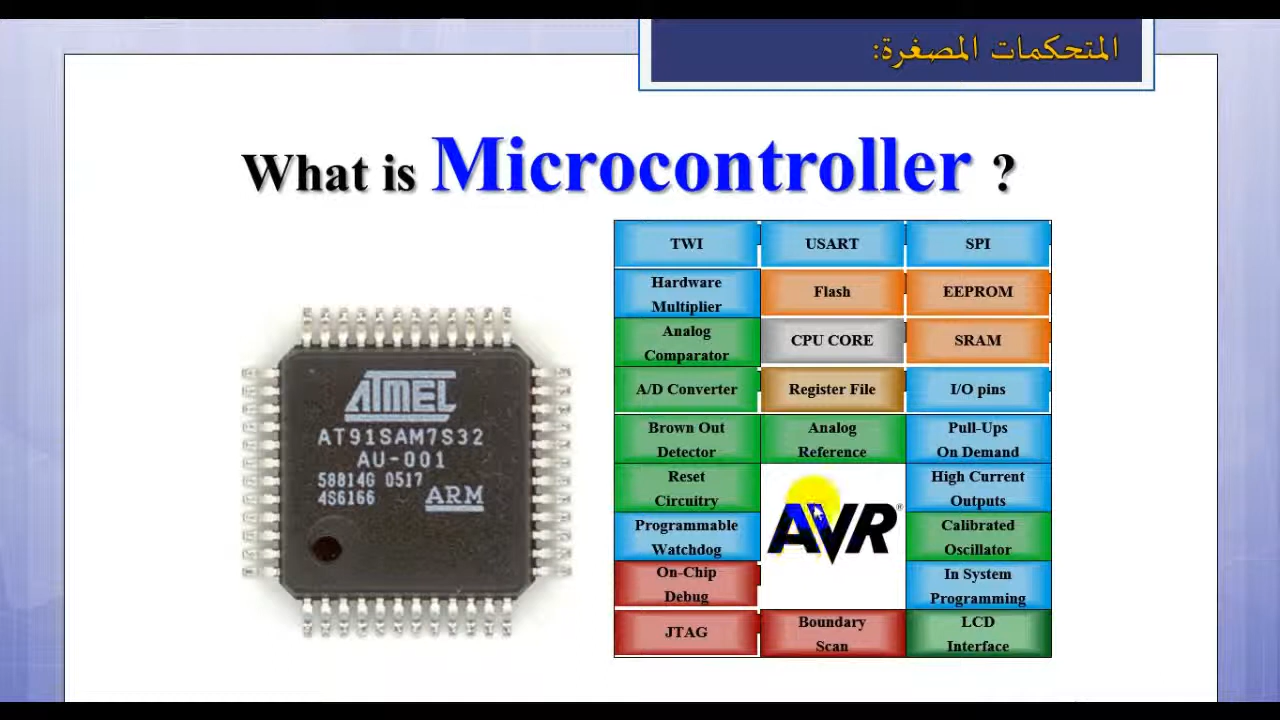 المتحكمات المصغرة:
What is Microcontroller ?
TWI
USART
SPI
Hardware
Multiplier
Flash
EEPROM
Analog
Comparator
CPU CORE
SRAM
A/D Converter
Register File
I/O pins
Brown Out
Detector
Analog
Reference
Pull-Ups
On Demand
Reset
Circuitry
High Current
Outputs
Programmable
Watchdog
AVR®
Calibrated
Oscillator
On-Chip
Debug
In System
Programming
JTAG
Boundary
Scan
LCD
Interface
ATMEL
AT91SAM7S32
AU-001
58814G 0517
4S6166 ARM